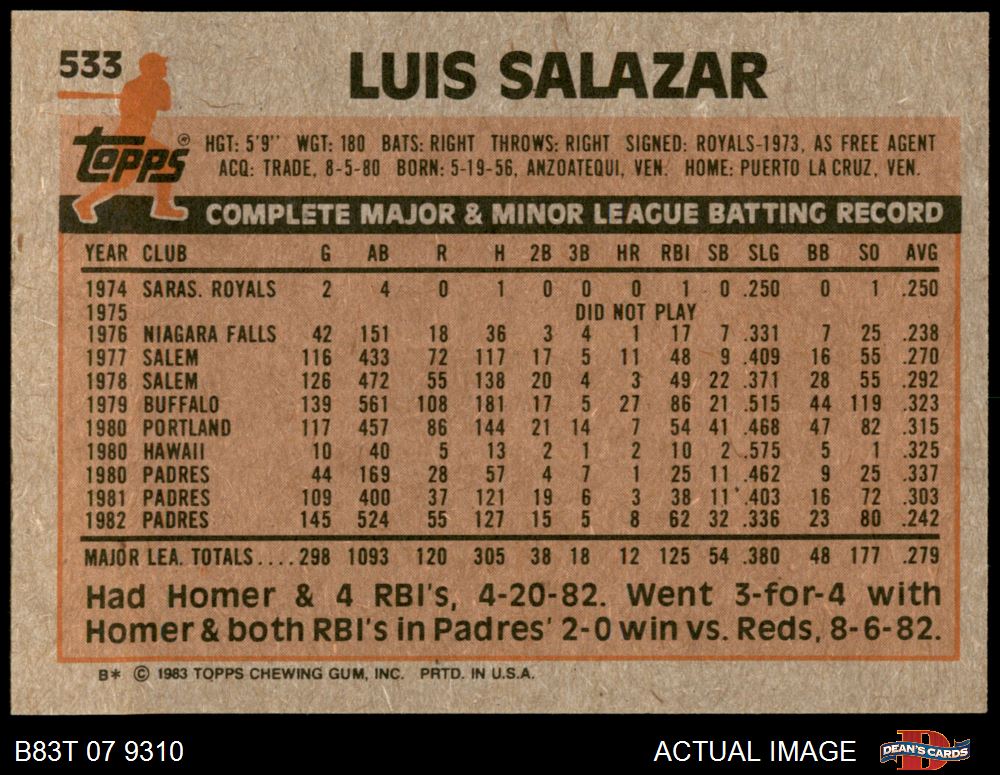 533
LUIS SALAZAR
Topps®
HGT: 5'9" WGT: 180 BATS: RIGHT THROWS: RIGHT SIGNED: ROYALS-1973, AS FREE AGENT
ACQ: TRADE, 8-5-80 BORN: 5-19-56, ANZOATEQUI, VEN. HOME: PUERTO LA CRUZ, VEN.
COMPLETE MAJOR & MINOR LEAGUE BATTING RECORD
YEAR CLUB G AB R H 2B 3B HR RBI SB SLG BB SO AVG
1974 SARAS. ROYALS 2 4 0 1 0 0 0 1 0 .250 0 1 .250
1975 DID NOT PLAY
1976 NIAGARA FALLS 42 151 18 36 3 4 1 17 7 .331 7 25 .238
1977 SALEM 116 433 72 117 17 5 11 48 9 .409 16 55 .270
1978 SALEM 126 472 55 138 20 4 3 49 22 .371 28 55 .292
1979 BUFFALO 139 561 108 181 17 5 27 86 21 .515 44 119 .323
1980 PORTLAND 117 457 86 144 21 14 7 54 41 .468 47 82 .315
1980 HAWAII 10 40 5 13 2 1 2 10 2 .575 5 1 .325
1980 PADRES 44 169 28 57 4 7 1 25 11 .462 9 25 .337
1981 PADRES 109 400 37 121 19 6 3 38 11 .403 16 72 .303
1982 PADRES 145 524 55 127 15 5 8 62 32 .336 23 80 .242
MAJOR LEA. TOTALS.... 298 1093 120 305 38 18 12 125 54 .380 48 177 .279
Had Homer & 4 RBI's, 4-20-82. Went 3-for-4 with
Homer & both RBI's in Padres' 2-0 win vs. Reds, 8-6-82.
B* © 1983 TOPPS CHEWING GUM, INC. PRTD. IN U.S.A.
B83T 07 9310 ACTUAL IMAGE DEAN'S CARDS